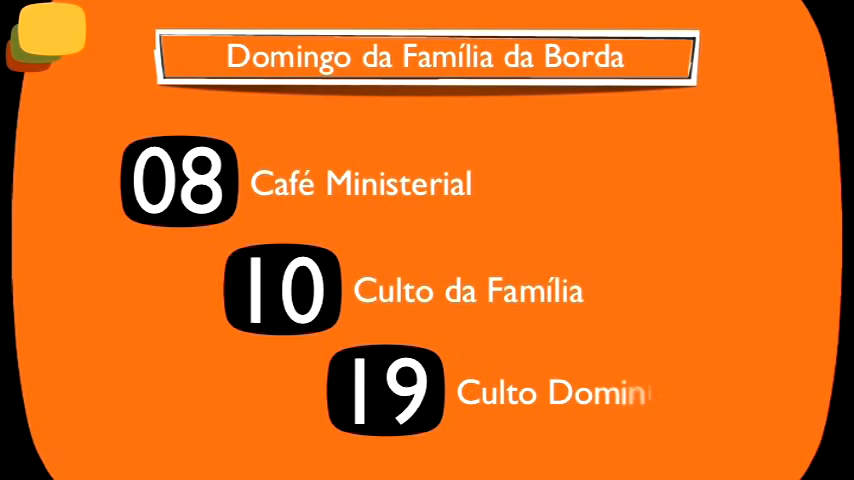 Domingo da Família da Borda
08 Café Ministerial
10 Culto da Família
19 Culto